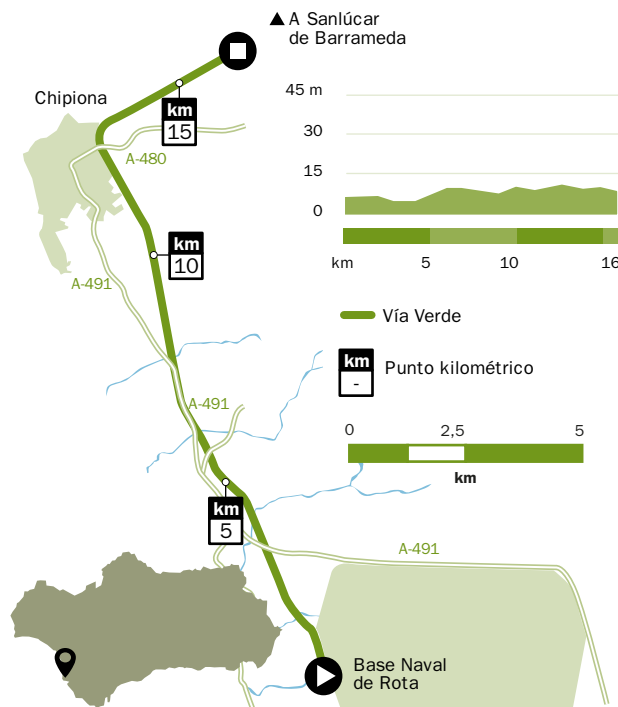 A Sanlúcar
de Barrameda
Chipiona
km
15
A-480
45 m
30
15
0
km
5
10
16
km
10
A-491
Vía Verde
km
-
Punto kilométrico
A-491
0
2,5
5
km
km
5
A-491
Base Naval
de Rota